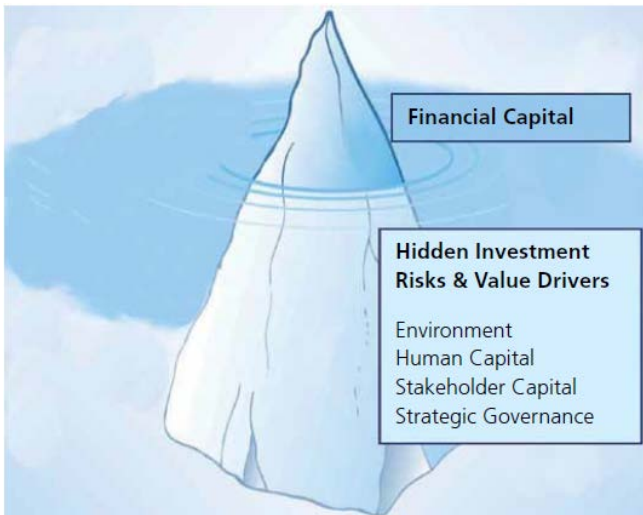 Financial Capital
Hidden Investment
Risks & Value Drivers
Environment
Human Capital
Stakeholder Capital
Strategic Governance